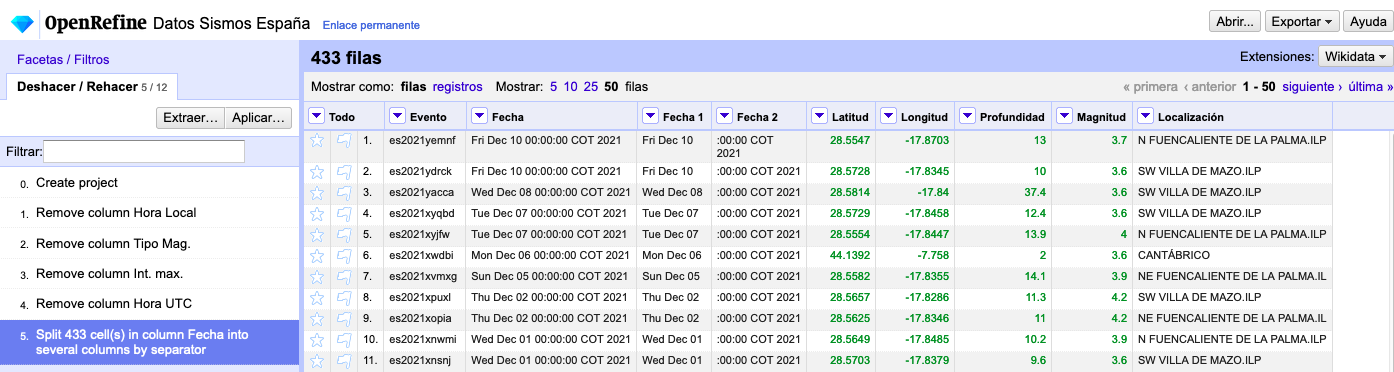 OpenRefine Datos Sismos España Enlace permanente Abrir... Exportar Ayuda
Facetas / Filtros
Deshacer / Rehacer 5 / 12
Extraer... Aplicar...
Filtrar:
0. Create project
1. Remove column Hora Local
2. Remove column Tipo Mag.
3. Remove column Int. max.
4. Remove column Hora UTC
5. Split 433 cell(s) in column Fecha into
several columns by separator
433 filas Extensiones: Wikidata
Mostrar como: filas registros Mostrar: 5 10 25 50 filas « primera ‹ anterior 1 - 50 siguiente › última »
Todo Evento Fecha Fecha 1 Fecha 2 Latitud Longitud Profundidad Magnitud Localización
1. es2021yemnf Fri Dec 10 00:00:00 COT 2021 Fri Dec 10 :00:00 COT 28.5547 -17.8703 13 3.7 N FUENCALIENTE DE LA PALMA.ILP
2021
2. es2021ydrck Fri Dec 10 00:00:00 COT 2021 Fri Dec 10 :00:00 COT 2021 28.5728 -17.8345 10 3.6 SW VILLA DE MAZO.ILP
3. es2021yacca Wed Dec 08 00:00:00 COT 2021 Wed Dec 08 :00:00 COT 2021 28.5814 -17.84 37.4 3.6 SW VILLA DE MAZO.ILP
4. es2021xyqbd Tue Dec 07 00:00:00 COT 2021 Tue Dec 07 :00:00 COT 2021 28.5729 -17.8458 12.4 3.6 SW VILLA DE MAZO.ILP
5. es2021xyjfw Tue Dec 07 00:00:00 COT 2021 Tue Dec 07 :00:00 COT 2021 28.5554 -17.8447 13.9 4 N FUENCALIENTE DE LA PALMA.ILP
6. es2021xwdbi Mon Dec 06 00:00:00 COT 2021 Mon Dec 06 :00:00 COT 2021 44.1392 -7.758 2 3.6 CANTÁBRICO
7. es2021xvmxg Sun Dec 05 00:00:00 COT 2021 Sun Dec 05 :00:00 COT 2021 28.5582 -17.8355 14.1 3.9 NE FUENCALIENTE DE LA PALMA.IL
8. es2021xpuxl Thu Dec 02 00:00:00 COT 2021 Thu Dec 02 :00:00 COT 2021 28.5657 -17.8286 11.3 4.2 SW VILLA DE MAZO.ILP
9. es2021xopia Thu Dec 02 00:00:00 COT 2021 Thu Dec 02 :00:00 COT 2021 28.5625 -17.8346 11 4.2 NE FUENCALIENTE DE LA PALMA.ILP
10. es2021xnwmi Wed Dec 01 00:00:00 COT 2021 Wed Dec 01 :00:00 COT 2021 28.5649 -17.8485 10.2 3.9 N FUENCALIENTE DE LA PALMA.ILP
11. es2021xnsnj Wed Dec 01 00:00:00 COT 2021 Wed Dec 01 :00:00 COT 2021 28.5703 -17.8379 9.6 3.6 SW VILLA DE MAZO.ILP